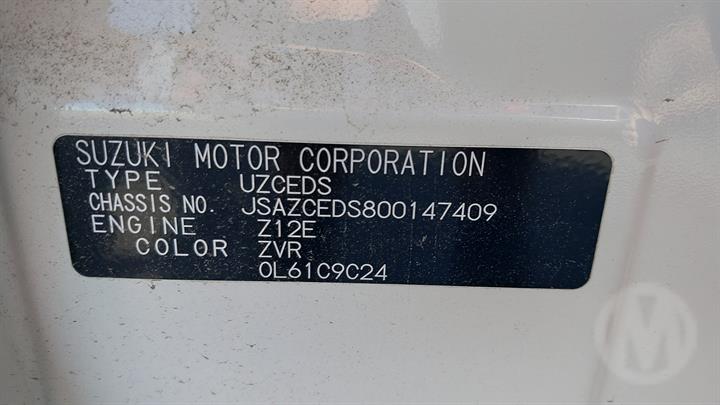 SUZUKI MOTOR CORPORATION
TYPE UZCEDS
CHASSIS NO. JSAZCEDS800147409
ENGINE Z12E
COLOR ZVR
0L61C9C24
M